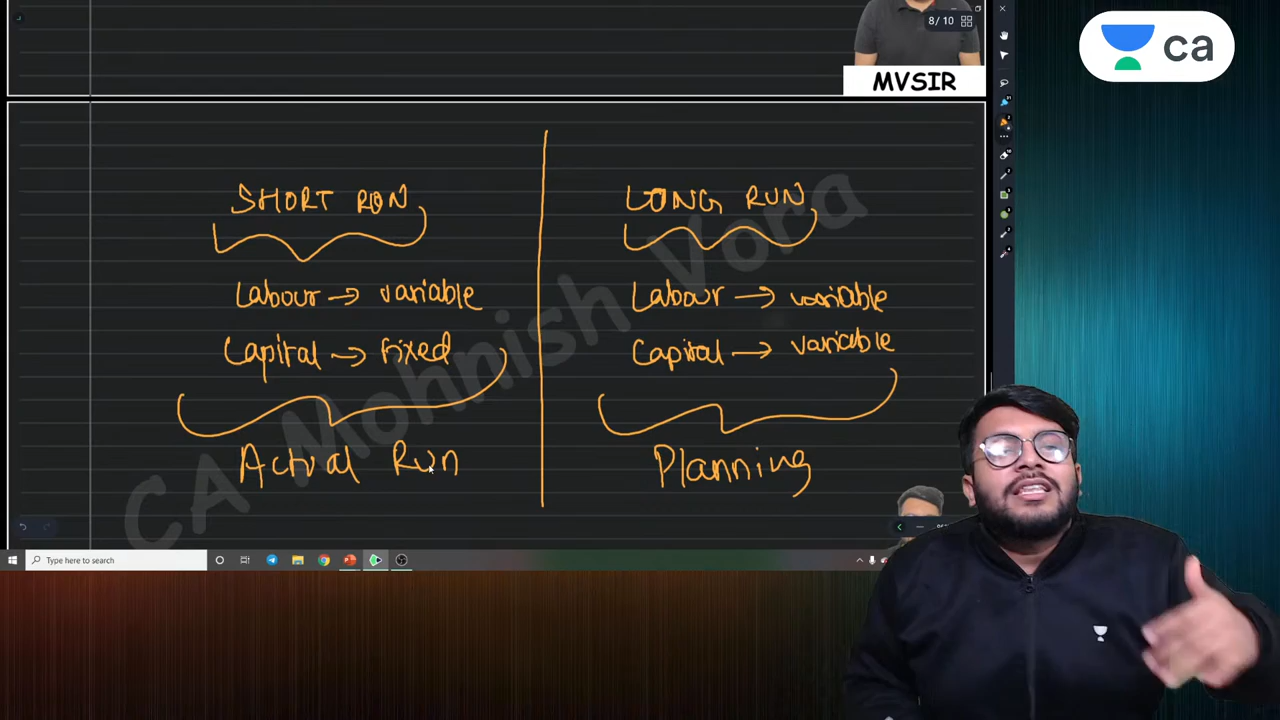 8/10
ca
MVSIR
SHORT RUN
Labour → variable
Capital → Fixed
Actual Run
LONG RUN
Labour → variable
Capital → variable
Planning
CA Mohnish Vora
Type here to search